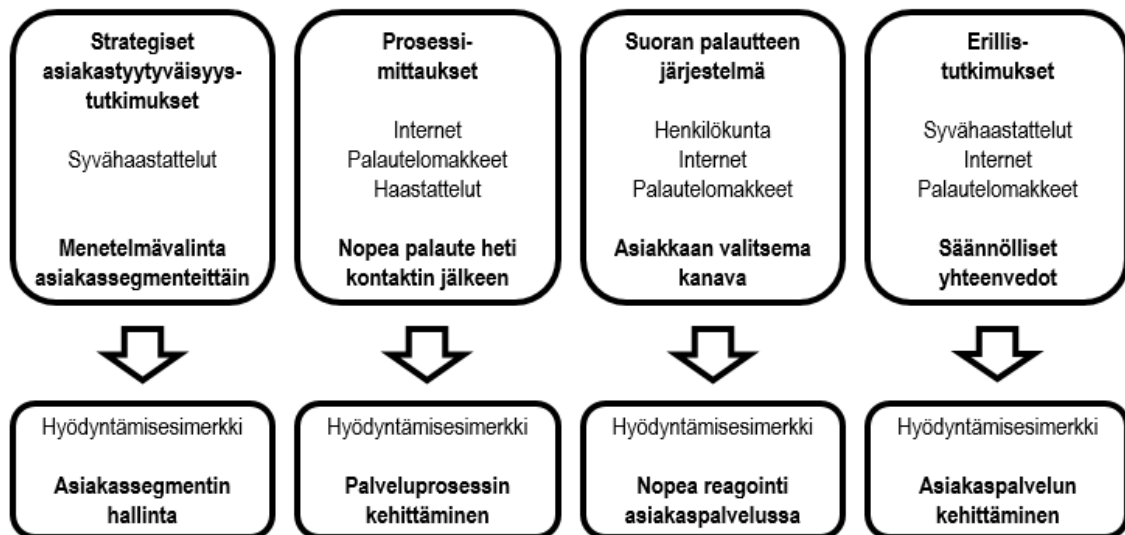 Strategiset
asiakastyytyväisyys-
tutkimukset
Syvähaastattelut
Menetelmävalinta
asiakassegmenteittäin
Prosessi-
mittaukset
Internet
Palautelomakkeet
Haastattelut
Nopea palaute heti
kontaktin jälkeen
Suoran palautteen
järjestelmä
Henkilökunta
Internet
Palautelomakkeet
Asiakkaan valitsema
kanava
Erillis-
tutkimukset
Syvähaastattelut
Internet
Palautelomakkeet
Säännölliset
yhteenvedot
Hyödyntämisesimerkki
Asiakassegmentin
hallinta
Hyödyntämisesimerkki
Palveluprosessin
kehittäminen
Hyödyntämisesimerkki
Nopea reagointi
asiakaspalvelussa
Hyödyntämisesimerkki
Asiakaspalvelun
kehittäminen